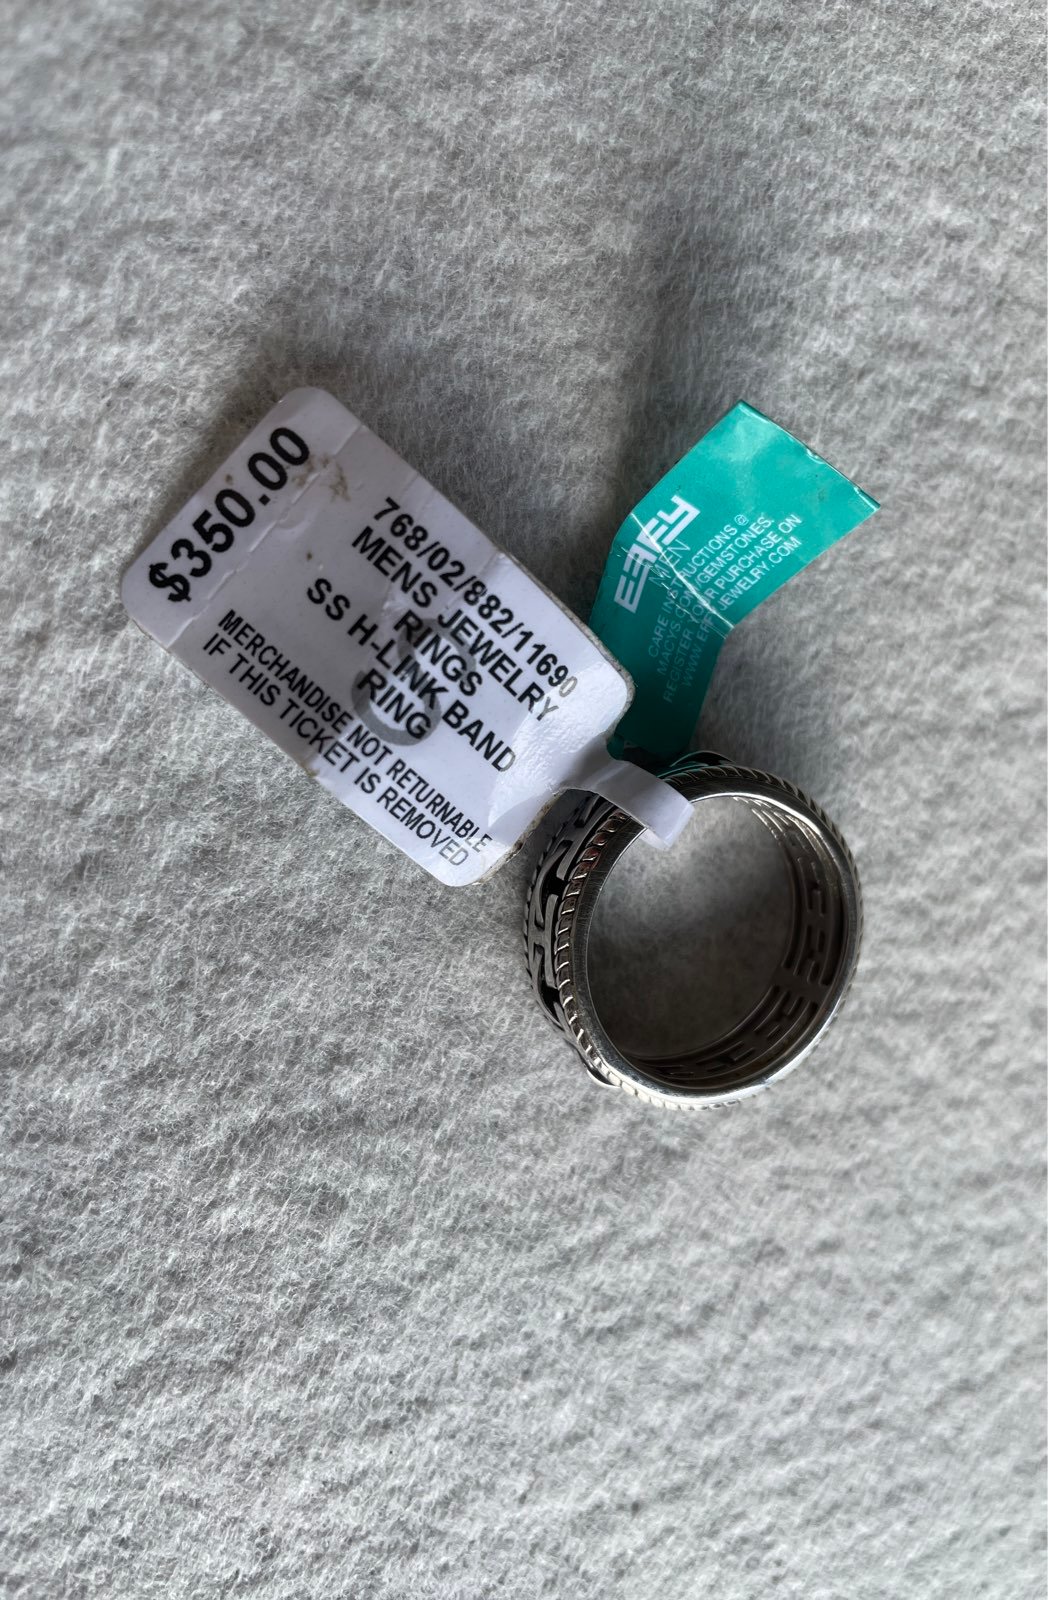 $350.00
768/02/882/11690
MENS JEWELRY
RINGS
SS H-LINK BAND
RING
MERCHANDISE NOT RETURNABLE
IF THIS TICKET IS REMOVED
EFFY
MEN
CARE INSTRUCTIONS @
MACYS.COM/GEMSTONES.
REGISTER YOUR PURCHASE ON
WWW.EFFYJEWELRY.COM